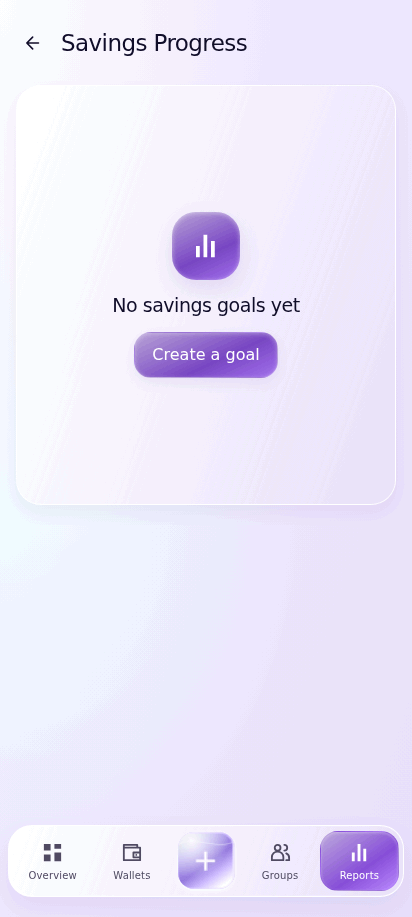 Savings Progress
No savings goals yet
Create a goal
Overview
Wallets
Groups
Reports